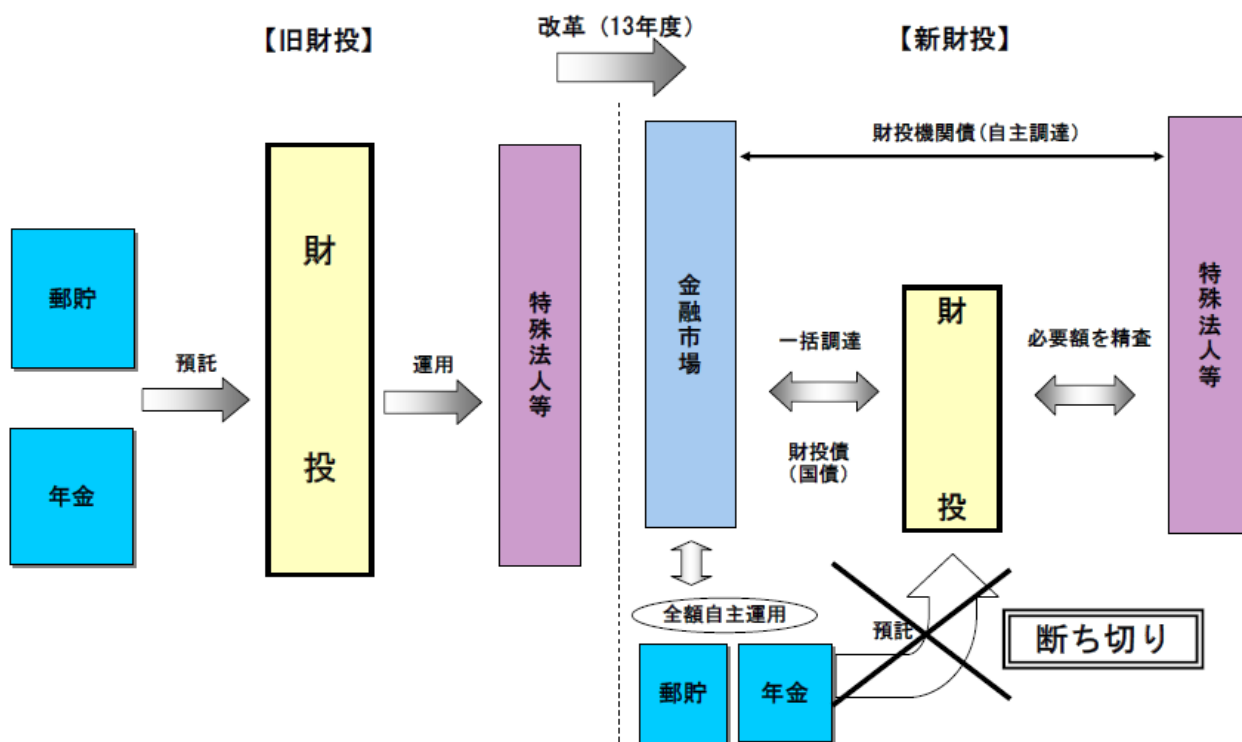 【旧財投】
改革（13年度）
【新財投】
郵貯
年金
預託
財投
運用
特殊法人等
金融市場
財投機関債（自主調達）
一括調達
財投債
（国債）
財投
必要額を精査
特殊法人等
全額自主運用
郵貯
年金
預託
断ち切り